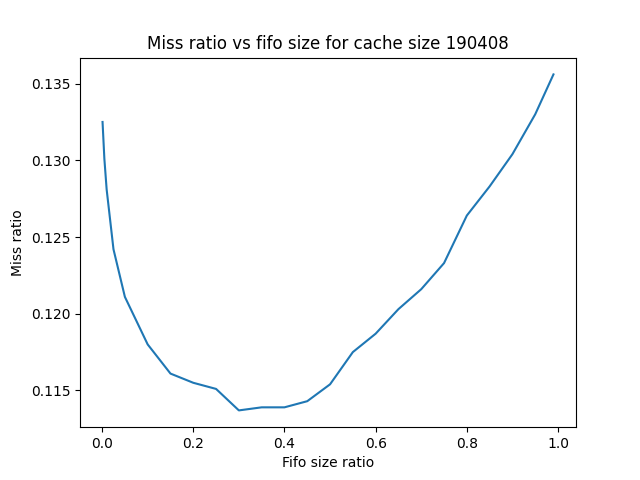 Miss ratio vs fifo size for cache size 190408
0.135
0.130
0.125
0.120
0.115
Miss ratio
0.0 0.2 0.4 0.6 0.8 1.0
Fifo size ratio